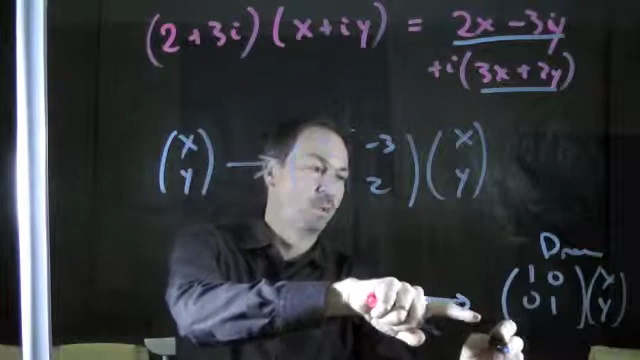 (2 + 3i) (x + iy) = 2x - 3y
+ i (3x + 2y)
(x y) → ( -3 2 ) (x y)
→ (1 0 0 1) (x y)